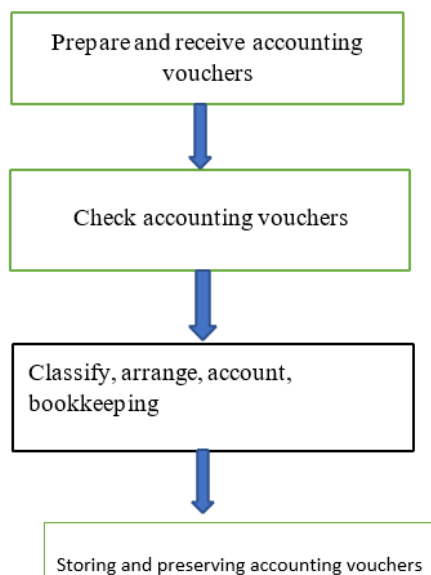 Prepare and receive accounting
vouchers
Check accounting vouchers
Classify, arrange, account,
bookkeeping
Storing and preserving accounting vouchers